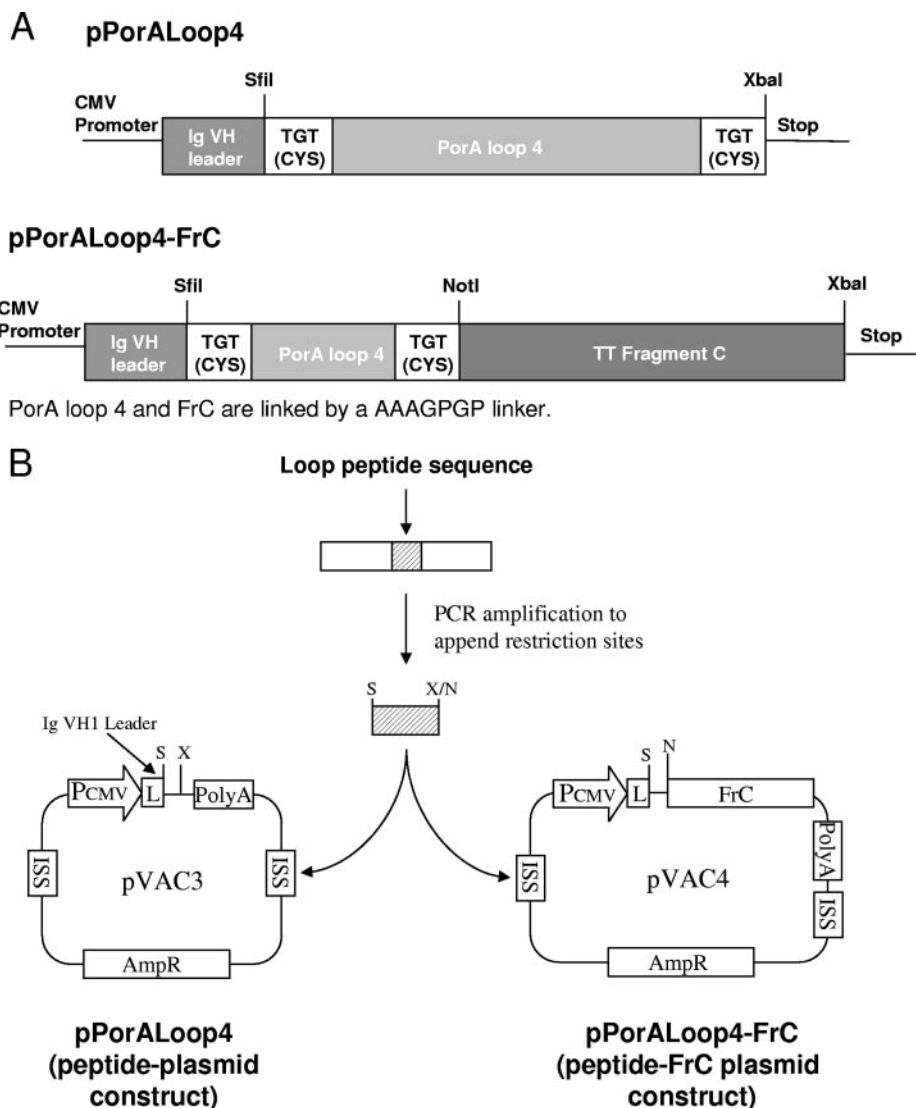 A
pPorALoop4
SfiI
XbaI
CMV
Promoter
Ig VH
leader
TGT
(CYS)
PorA loop 4
TGT
(CYS)
Stop
pPorALoop4-FrC
SfiI
NotI
XbaI
CMV
Promoter
Ig VH
leader
TGT
(CYS)
PorA loop 4
TGT
(CYS)
TT Fragment C
Stop
PorA loop 4 and FrC are linked by a AAAGPGP linker.
B
Loop peptide sequence
PCR amplification to
append restriction sites
S X/N
Ig VH1 Leader
S X
PCMV L PolyA
ISS
ISS
pVAC3
AmpR
pPorALoop4
(peptide-plasmid
construct)
S N
PCMV L FrC
PolyA
ISS
ISS
pVAC4
AmpR
pPorALoop4-FrC
(peptide-FrC plasmid
construct)